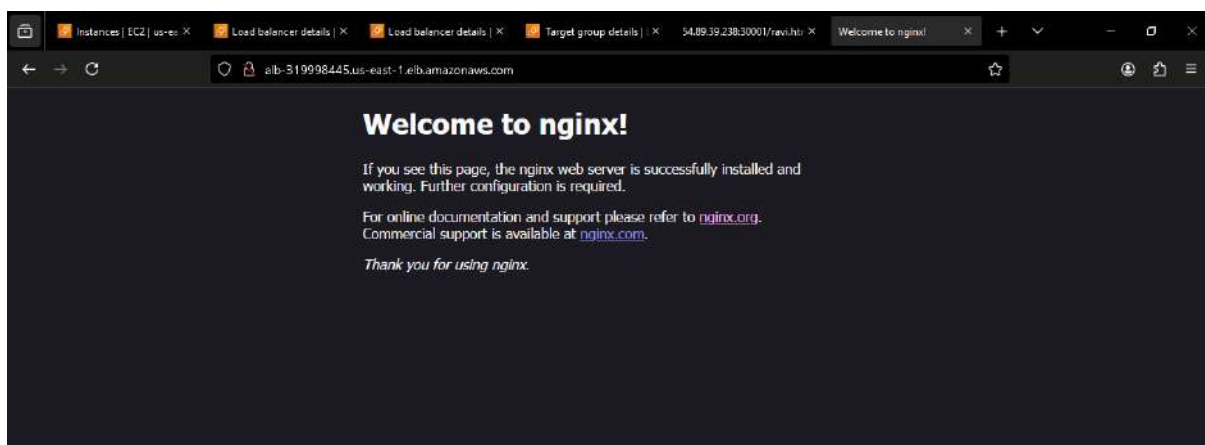 Instances | EC2 | us-ea
Load balancer details |
Load balancer details |
Target group details |
54.89.39.238:30001/ravi.htm
Welcome to nginx!
alb-319998445.us-east-1.elb.amazonaws.com
Welcome to nginx!
If you see this page, the nginx web server is successfully installed and
working. Further configuration is required.
For online documentation and support please refer to nginx.org.
Commercial support is available at nginx.com.
Thank you for using nginx.